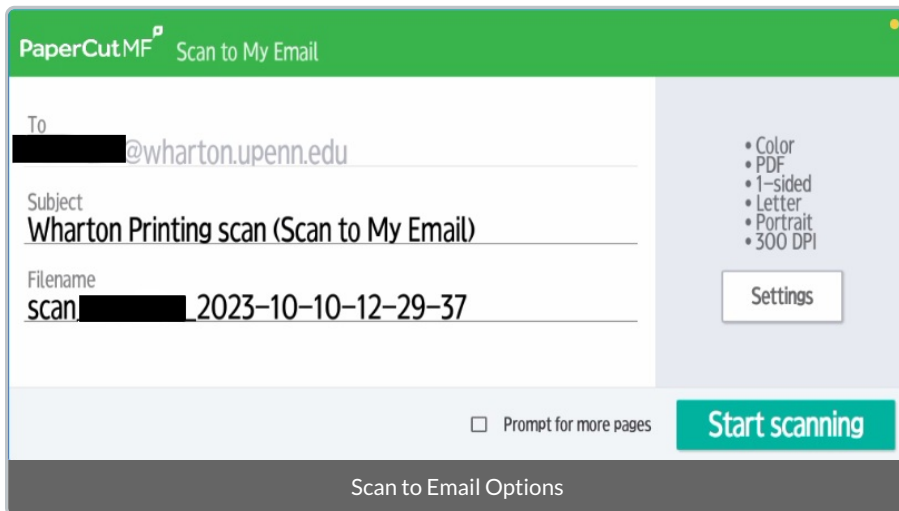 PaperCutMF Scan to My Email
To
@wharton.upenn.edu
Subject
Wharton Printing scan (Scan to My Email)
Filename
scan_ _2023-10-10-12-29-37
• Color
• PDF
• 1-sided
• Letter
• Portrait
• 300 DPI
Settings
Prompt for more pages
Start scanning
Scan to Email Options